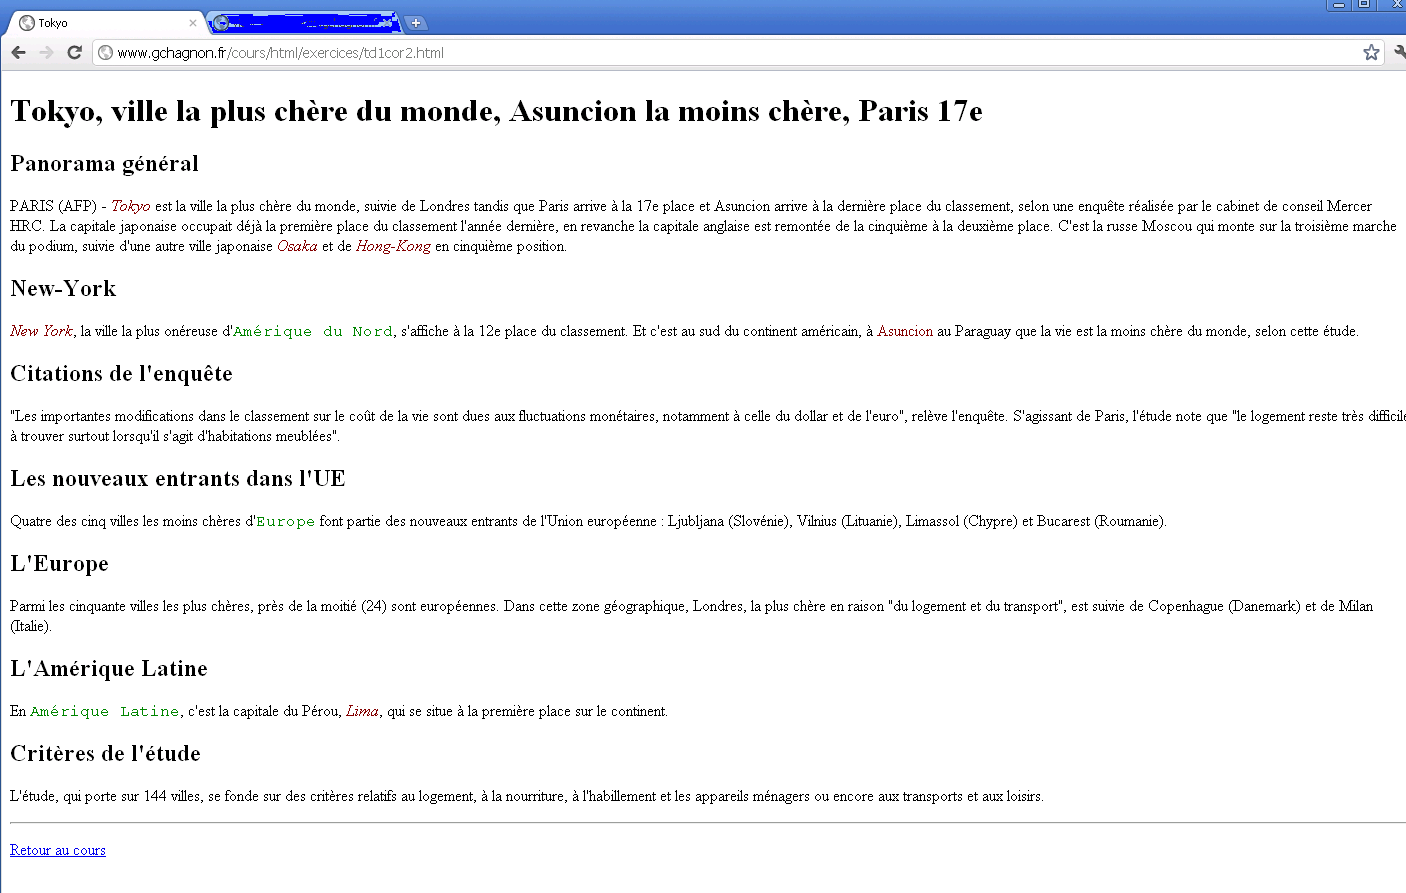 Tokyo
www.gchagnon.fr/cours/html/exercices/td1cor2.html
Tokyo, ville la plus chère du monde, Asuncion la moins chère, Paris 17e
Panorama général
PARIS (AFP) - Tokyo est la ville la plus chère du monde, suivie de Londres tandis que Paris arrive à la 17e place et Asuncion arrive à la dernière place du classement, selon une enquête réalisée par le cabinet de conseil Mercer
HRC. La capitale japonaise occupait déjà la première place du classement l'année dernière, en revanche la capitale anglaise est remontée de la cinquième à la deuxième place. C'est la russe Moscou qui monte sur la troisième marche
du podium, suivie d'une autre ville japonaise Osaka et de Hong-Kong en cinquième position.
New-York
New York, la ville la plus onéreuse d'Amérique du Nord, s'affiche à la 12e place du classement. Et c'est au sud du continent américain, à Asuncion au Paraguay que la vie est la moins chère du monde, selon cette étude.
Citations de l'enquête
"Les importantes modifications dans le classement sur le coût de la vie sont dues aux fluctuations monétaires, notamment à celle du dollar et de l'euro", relève l'enquête. S'agissant de Paris, l'étude note que "le logement reste très difficile
à trouver surtout lorsqu'il s'agit d'habitations meublées".
Les nouveaux entrants dans l'UE
Quatre des cinq villes les moins chères d'Europe font partie des nouveaux entrants de l'Union européenne : Ljubljana (Slovénie), Vilnius (Lituanie), Limassol (Chypre) et Bucarest (Roumanie).
L'Europe
Parmi les cinquante villes les plus chères, près de la moitié (24) sont européennes. Dans cette zone géographique, Londres, la plus chère en raison "du logement et du transport", est suivie de Copenhague (Danemark) et de Milan
(Italie).
L'Amérique Latine
En Amérique Latine, c'est la capitale du Pérou, Lima, qui se situe à la première place sur le continent.
Critères de l'étude
L'étude, qui porte sur 144 villes, se fonde sur des critères relatifs au logement, à la nourriture, à l'habillement et les appareils ménagers ou encore aux transports et aux loisirs.
Retour au cours